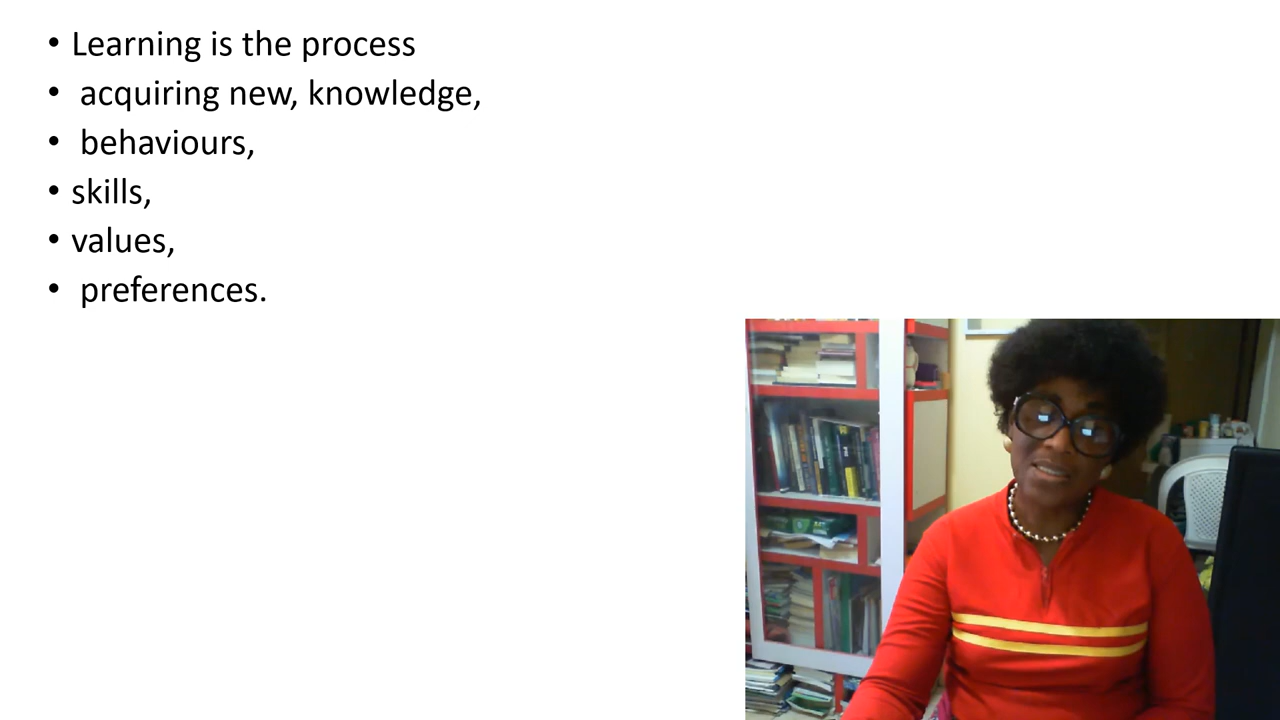 • Learning is the process
• acquiring new, knowledge,
• behaviours,
• skills,
• values,
• preferences.